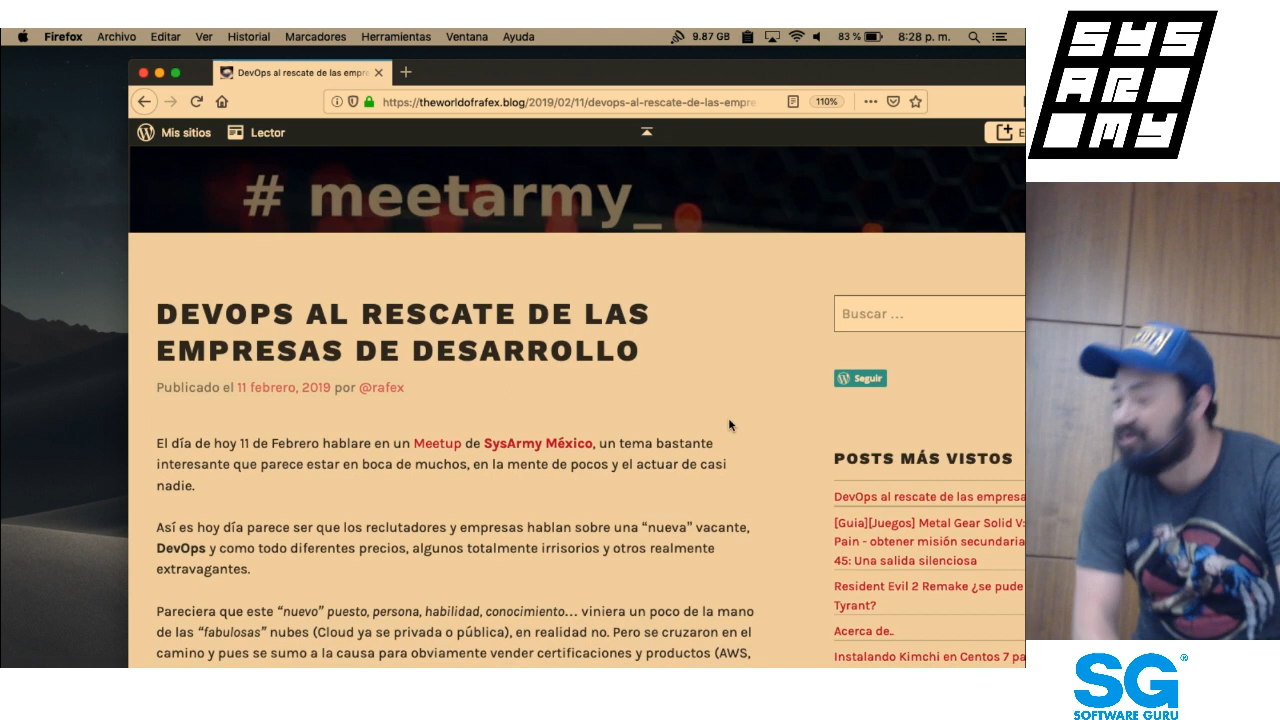 Firefox Archivo Editar Ver Historial Marcadores Herramientas Ventana Ayuda 9.87 GB 83 % 8:28 p. m.
DevOps al rescate de las empre
https://theworldofrafex.blog/2019/02/11/devops-al-rescate-de-las-empre 110%
Mis sitios Lector E
# meetarmy_
DEVOPS AL RESCATE DE LAS
EMPRESAS DE DESARROLLO
Publicado el 11 febrero, 2019 por @rafex
El día de hoy 11 de Febrero hablare en un Meetup de SysArmy México, un tema bastante
interesante que parece estar en boca de muchos, en la mente de pocos y el actuar de casi
nadie.
Así es hoy día parece ser que los reclutadores y empresas hablan sobre una “nueva” vacante,
DevOps y como todo diferentes precios, algunos totalmente irrisorios y otros realmente
extravagantes.
Pareciera que este “nuevo” puesto, persona, habilidad, conocimiento… viniera un poco de la mano
de las “fabulosas” nubes (Cloud ya se privada o pública), en realidad no. Pero se cruzaron en el
camino y pues se sumo a la causa para obviamente vender certificaciones y productos (AWS,
Buscar …
Seguir
POSTS MÁS VISTOS
DevOps al rescate de las empresa
[Guia][Juegos] Metal Gear Solid V:
Pain - obtener misión secundaria
45: Una salida silenciosa
Resident Evil 2 Remake ¿se pude
Tyrant?
Acerca de..
Instalando Kimchi en Centos 7 pa
SYS
AR
MY
SG®
SOFTWARE GURU